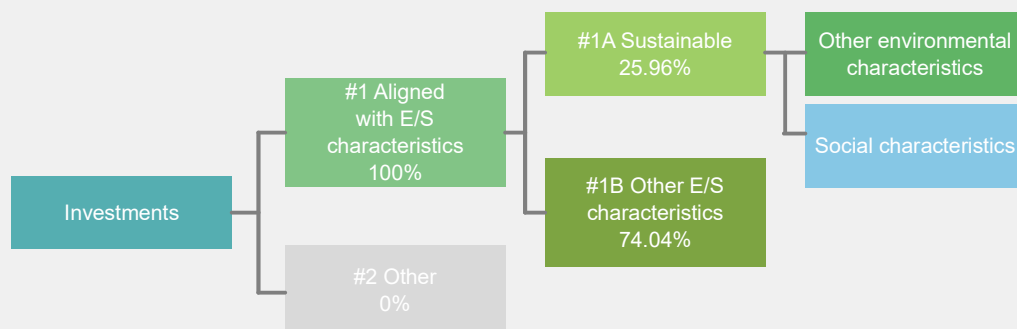 #1A Sustainable
25.96%
Other environmental
characteristics
#1 Aligned
with E/S
characteristics
100%
Social characteristics
Investments
#1B Other E/S
characteristics
74.04%
#2 Other
0%